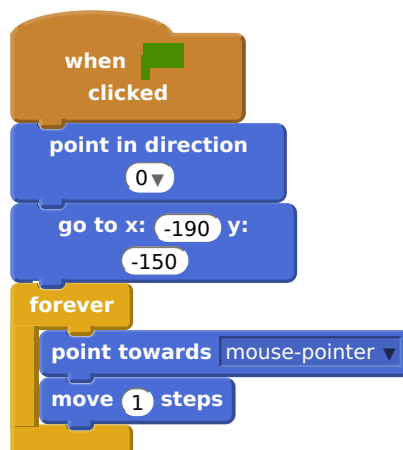 when
clicked
point in direction
0▼
go to x: -190 y:
-150
forever
point towards mouse-pointer ▼
move 1 steps